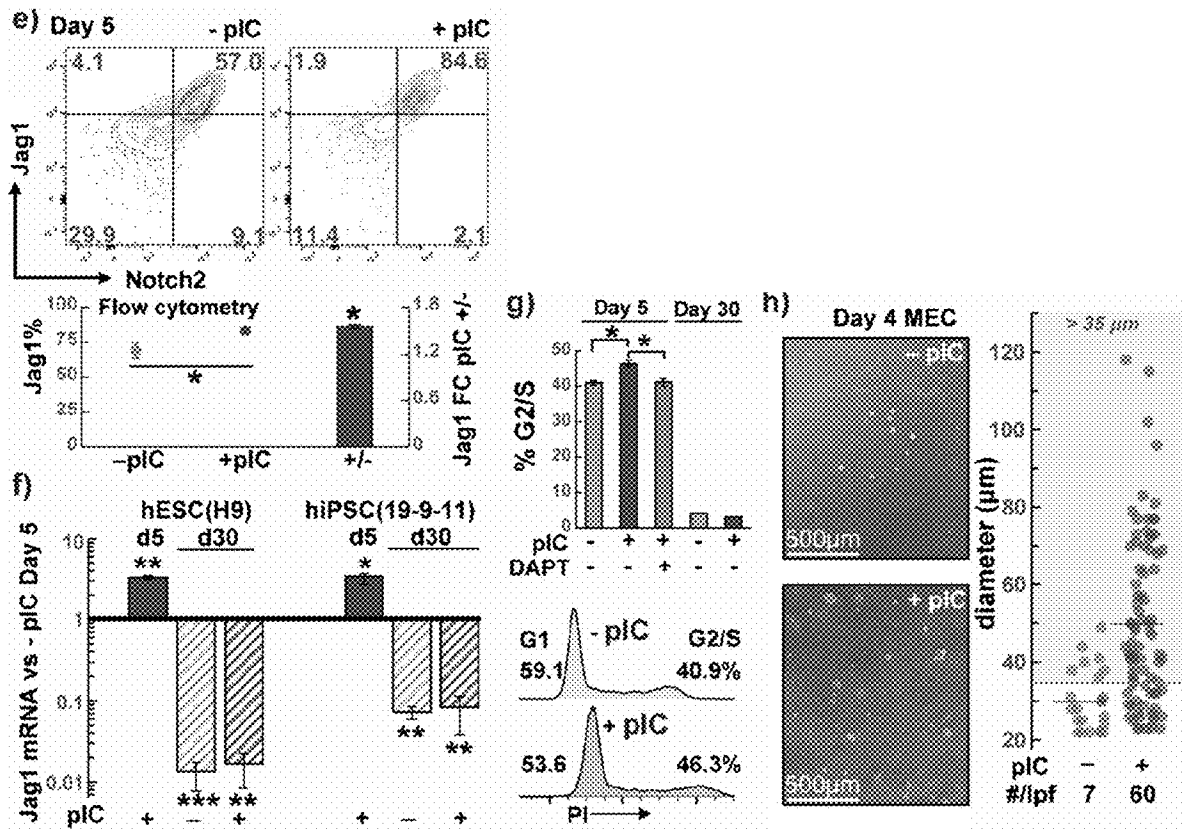 e) Day 5 - pIC + pIC
4.1 57.0 1.9 84.6
Jag1
29.9 9.1 11.4 2.1
Notch2
Flow cytometry
Jag1%
100
75
50
25
0
*
*
1.8
1.2
0.6
0
Jag1 FC pIC +/-
–pIC +pIC +/-
f)
hESC(H9) hiPSC(19-9-11)
d5 d30 d5 d30
Jag1 mRNA vs - pIC Day 5
10
1
0.1
0.01
** *
*** ** ** **
pIC + – + + – +
g)
Day 5 Day 30
* *
% G2/S
50
40
30
20
10
0
pIC - + + - +
DAPT - - + - -
G1 - pIC G2/S
59.1 40.9%
+ pIC
53.6 46.3%
PI
h)
Day 4 MEC
– pIC
500µm
+ pIC
500µm
> 35 µm
diameter (µm)
120
100
80
60
40
20
pIC – +
#/lpf 7 60